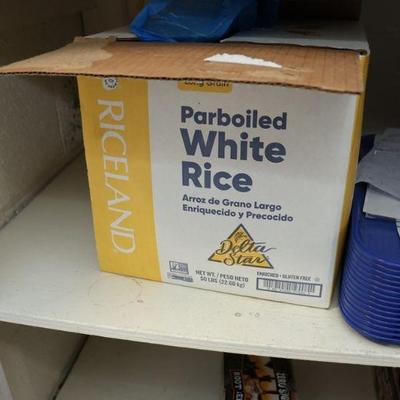 Long Grain
RICELAND
Parboiled
White
Rice
Arroz de Grano Largo
Enriquecido y Precocido
Delta
Star
NET WT. / PESO NETO
50 LBS (22.68 kg)
ENRICHED • GLUTEN FREE